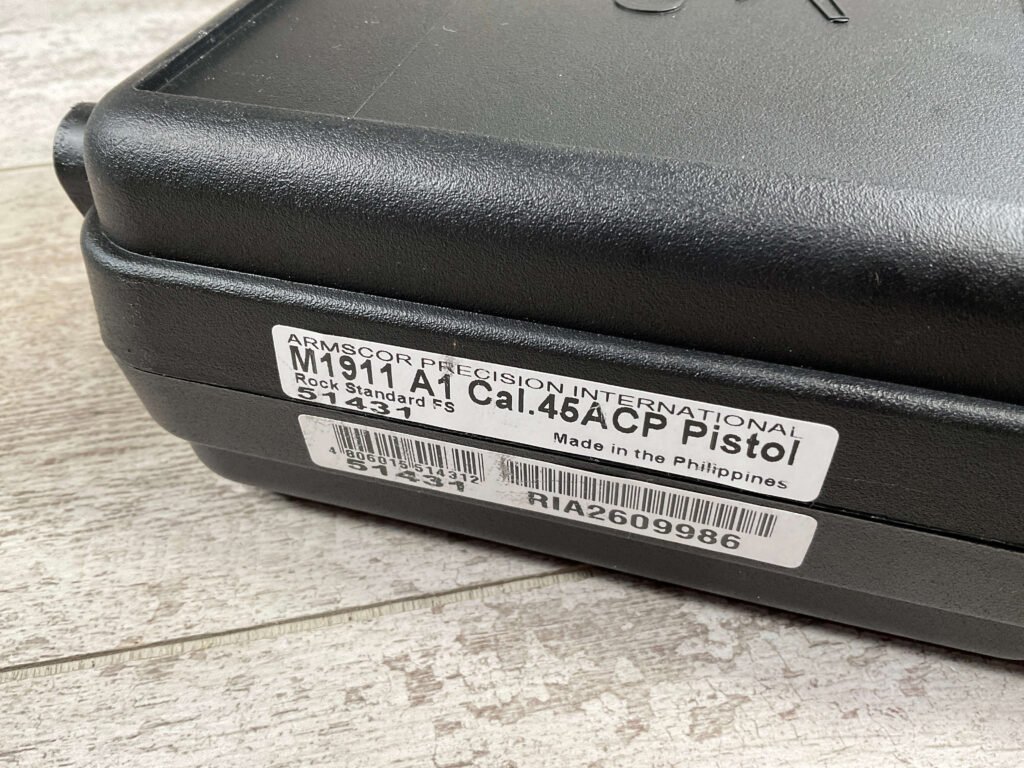 ARMSCOR PRECISION INTERNATIONAL
M1911 A1 Cal.45ACP Pistol
Rock Standard FS
51431
Made in the Philippines
4 806015 514312
51431
RIA2609986